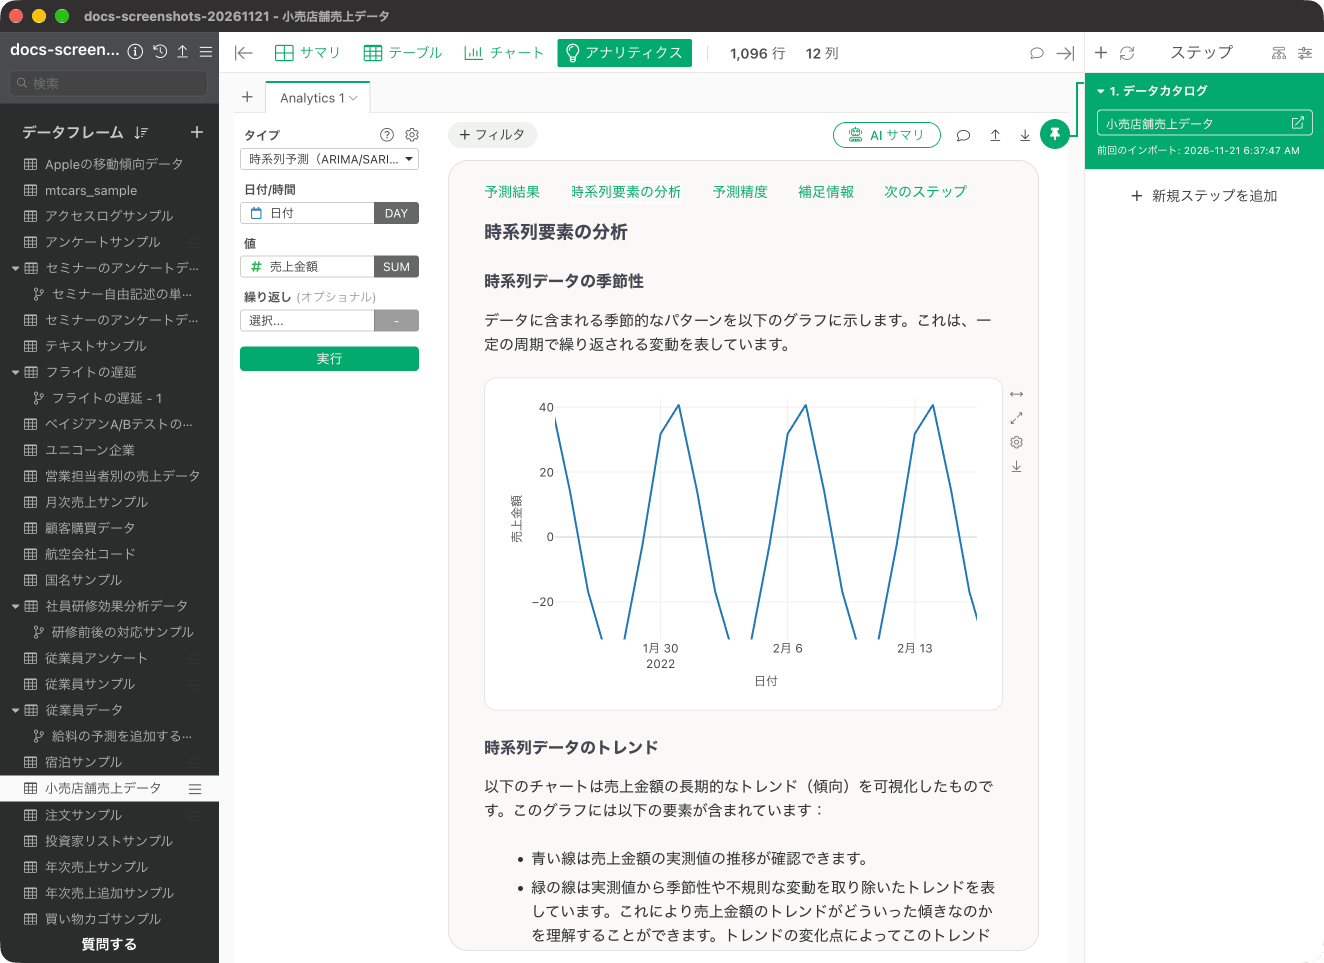 docs-screenshots-20261121 - 小売店舗売上データ
docs-screen...
検索
データフレーム
Appleの移動傾向データ
mtcars_sample
アクセスログサンプル
アンケートサンプル
セミナーのアンケートデ…
セミナー自由記述の単…
セミナーのアンケートデ…
テキストサンプル
フライトの遅延
フライトの遅延 - 1
ベイジアンA/Bテストの…
ユニコーン企業
営業担当者別の売上データ
月次売上サンプル
顧客購買データ
航空会社コード
国名サンプル
社員研修効果分析データ
研修前後の対応サンプル
従業員アンケート
従業員サンプル
従業員データ
給料の予測を追加する…
宿泊サンプル
小売店舗売上データ
注文サンプル
投資家リストサンプル
年次売上サンプル
年次売上追加サンプル
買い物カゴサンプル
質問する
サマリ テーブル チャート アナリティクス 1,096 行 12 列
Analytics 1
タイプ
時系列予測（ARIMA/SARI...
日付/時間
日付 DAY
値
売上金額 SUM
繰り返し (オプショナル)
選択... -
実行
フィルタ
AI サマリ
予測結果 時系列要素の分析 予測精度 補足情報 次のステップ
時系列要素の分析
時系列データの季節性
データに含まれる季節的なパターンを以下のグラフに示します。これは、一
定の周期で繰り返される変動を表しています。
40
20
0
−20
売上金額
1月 30
2022
2月 6
2月 13
日付
時系列データのトレンド
以下のチャートは売上金額の長期的なトレンド（傾向）を可視化したもので
す。このグラフには以下の要素が含まれています：
• 青い線は売上金額の実測値の推移が確認できます。
• 緑の線は実測値から季節性や不規則な変動を取り除いたトレンドを表
しています。これにより売上金額のトレンドがどういった傾きなのか
を理解することができます。トレンドの変化点によってこのトレンド
ステップ
1. データカタログ
小売店舗売上データ
前回のインポート: 2026-11-21 6:37:47 AM
新規ステップを追加